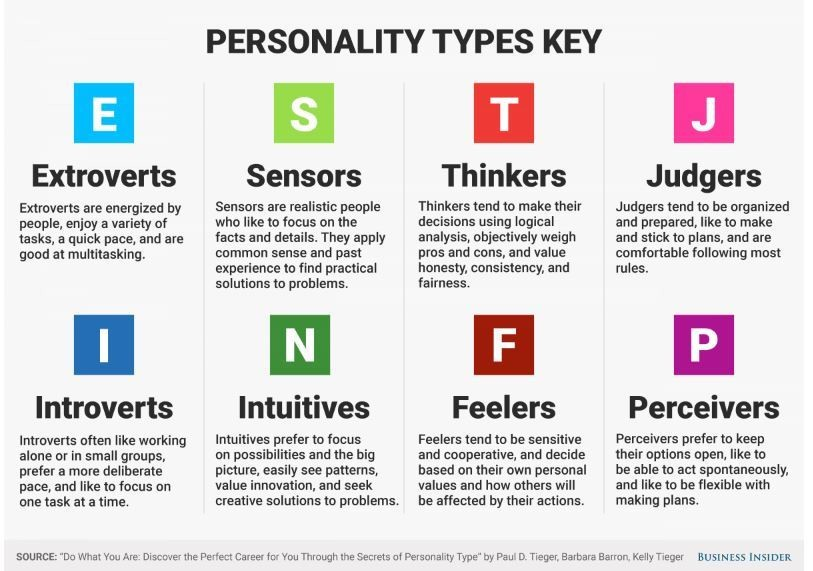 PERSONALITY TYPES KEY
E
Extroverts
Extroverts are energized by
people, enjoy a variety of
tasks, a quick pace, and are
good at multitasking.
S
Sensors
Sensors are realistic people
who like to focus on the
facts and details. They apply
common sense and past
experience to find practical
solutions to problems.
T
Thinkers
Thinkers tend to make their
decisions using logical
analysis, objectively weigh
pros and cons, and value
honesty, consistency, and
fairness.
J
Judgers
Judgers tend to be organized
and prepared, like to make
and stick to plans, and are
comfortable following most
rules.
I
Introverts
Introverts often like working
alone or in small groups,
prefer a more deliberate
pace, and like to focus on
one task at a time.
N
Intuitives
Intuitives prefer to focus
on possibilities and the big
picture, easily see patterns,
value innovation, and seek
creative solutions to problems.
F
Feelers
Feelers tend to be sensitive
and cooperative, and decide
based on their own personal
values and how others will
be affected by their actions.
P
Perceivers
Perceivers prefer to keep
their options open, like to
be able to act spontaneously,
and like to be flexible with
making plans.
SOURCE: "Do What You Are: Discover the Perfect Career for You Through the Secrets of Personality Type" by Paul D. Tieger, Barbara Barron, Kelly Tieger
BUSINESS INSIDER